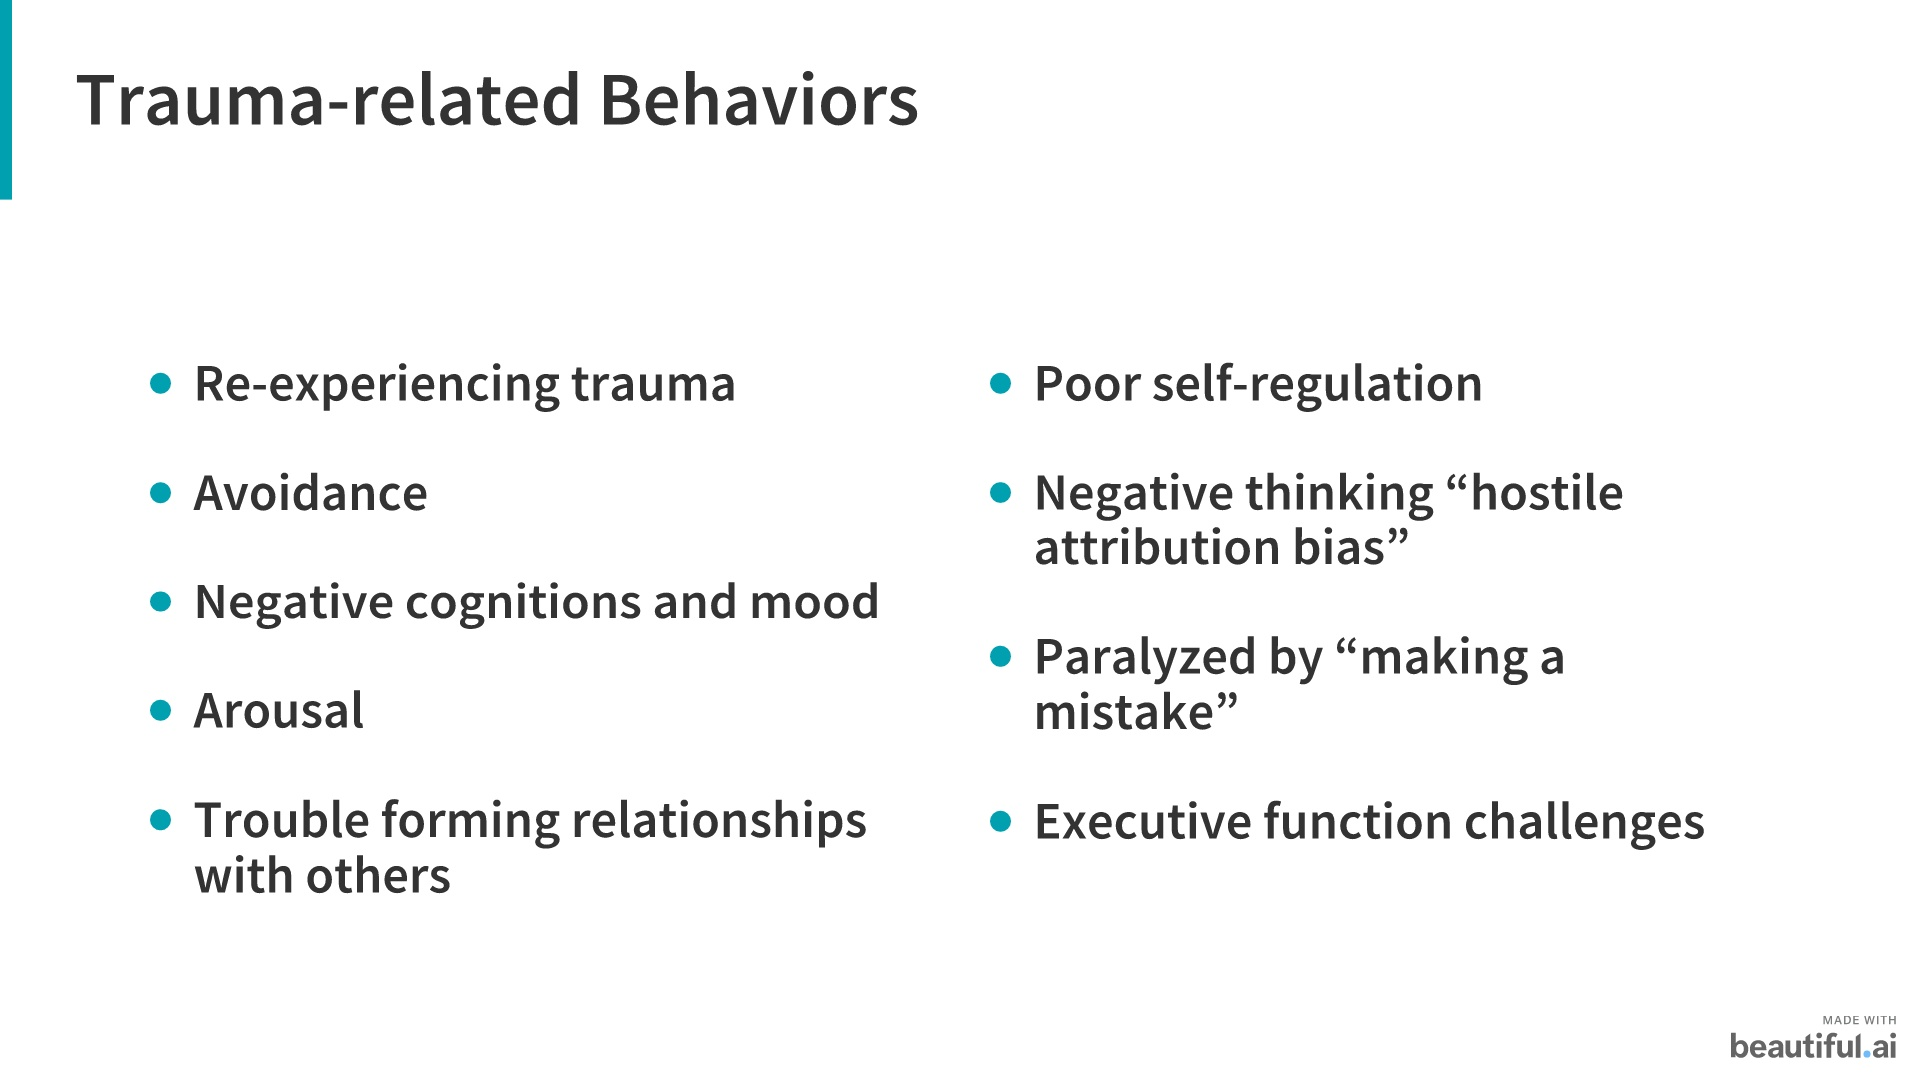 Trauma-related Behaviors
Re-experiencing trauma
Avoidance
Negative cognitions and mood
Arousal
Trouble forming relationships
with others
Poor self-regulation
Negative thinking “hostile
attribution bias”
Paralyzed by “making a
mistake”
Executive function challenges
MADE WITH
beautiful.ai